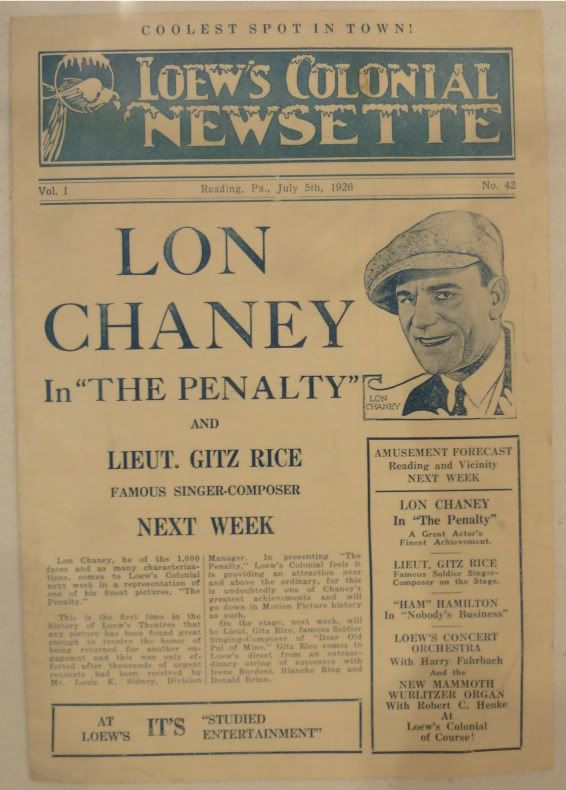 COOLEST SPOT IN TOWN!
LOEW'S COLONIAL
NEWSETTE
Vol. I
Reading, Pa., July 5th, 1926
No. 42
LON
CHANEY
In "THE PENALTY"
AND
LIEUT. GITZ RICE
FAMOUS SINGER-COMPOSER
NEXT WEEK
LON
CHANEY
Lon Chaney, he of the 1,000
faces and as many characteriza-
tions, comes to Loew's Colonial
next week in a representation of
one of his finest pictures, "The
Penalty."
This is the first time in the
history of Loew's Theatres that
any picture has been found great
enough to receive the honor of
being returned for another en-
gagement and this was only ef-
fected after thousands of urgent
requests had been received by
Mr. Louis K. Sidney, Division
Manager. In presenting "The
Penalty," Loew's Colonial feels it
is providing an attraction over
and above the ordinary, for this
is undoubtedly one of Chaney's
greatest achievements and will
go down in Motion Picture history
as such.
On the stage, next week, will
be Lieut. Gitz Rice, famous Soldier
Singing-Composer of "Dear Old
Pal of Mine." Gitz Rice comes to
Loew's direct from an extraor-
dinary string of successes with
Irene Bordoni, Blanche Ring and
Donald Brian.
AMUSEMENT FORECAST
Reading and Vicinity
NEXT WEEK
LON CHANEY
In "The Penalty"
A Great Actor's
Finest Achievement.
LIEUT, GITZ RICE
Famous Soldier Singer-
Composer on the Stage.
"HAM" HAMILTON
In "Nobody's Business"
LOEW'S CONCERT
ORCHESTRA
With Harry Fahrbach
And the
NEW MAMMOTH
WURLITZER ORGAN
With Robert C. Henke
At
Loew's Colonial
of Course!
AT
LOEW'S
IT'S
"STUDIED
ENTERTAINMENT"